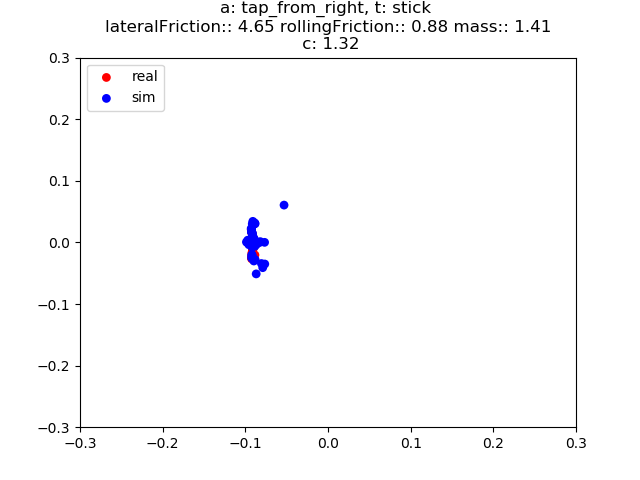 a: tap_from_right, t: stick
lateralFriction:: 4.65 rollingFriction:: 0.88 mass:: 1.41
c: 1.32
real
sim
0.3
0.2
0.1
0.0
−0.1
−0.2
−0.3
−0.3
−0.2
−0.1
0.0
0.1
0.2
0.3